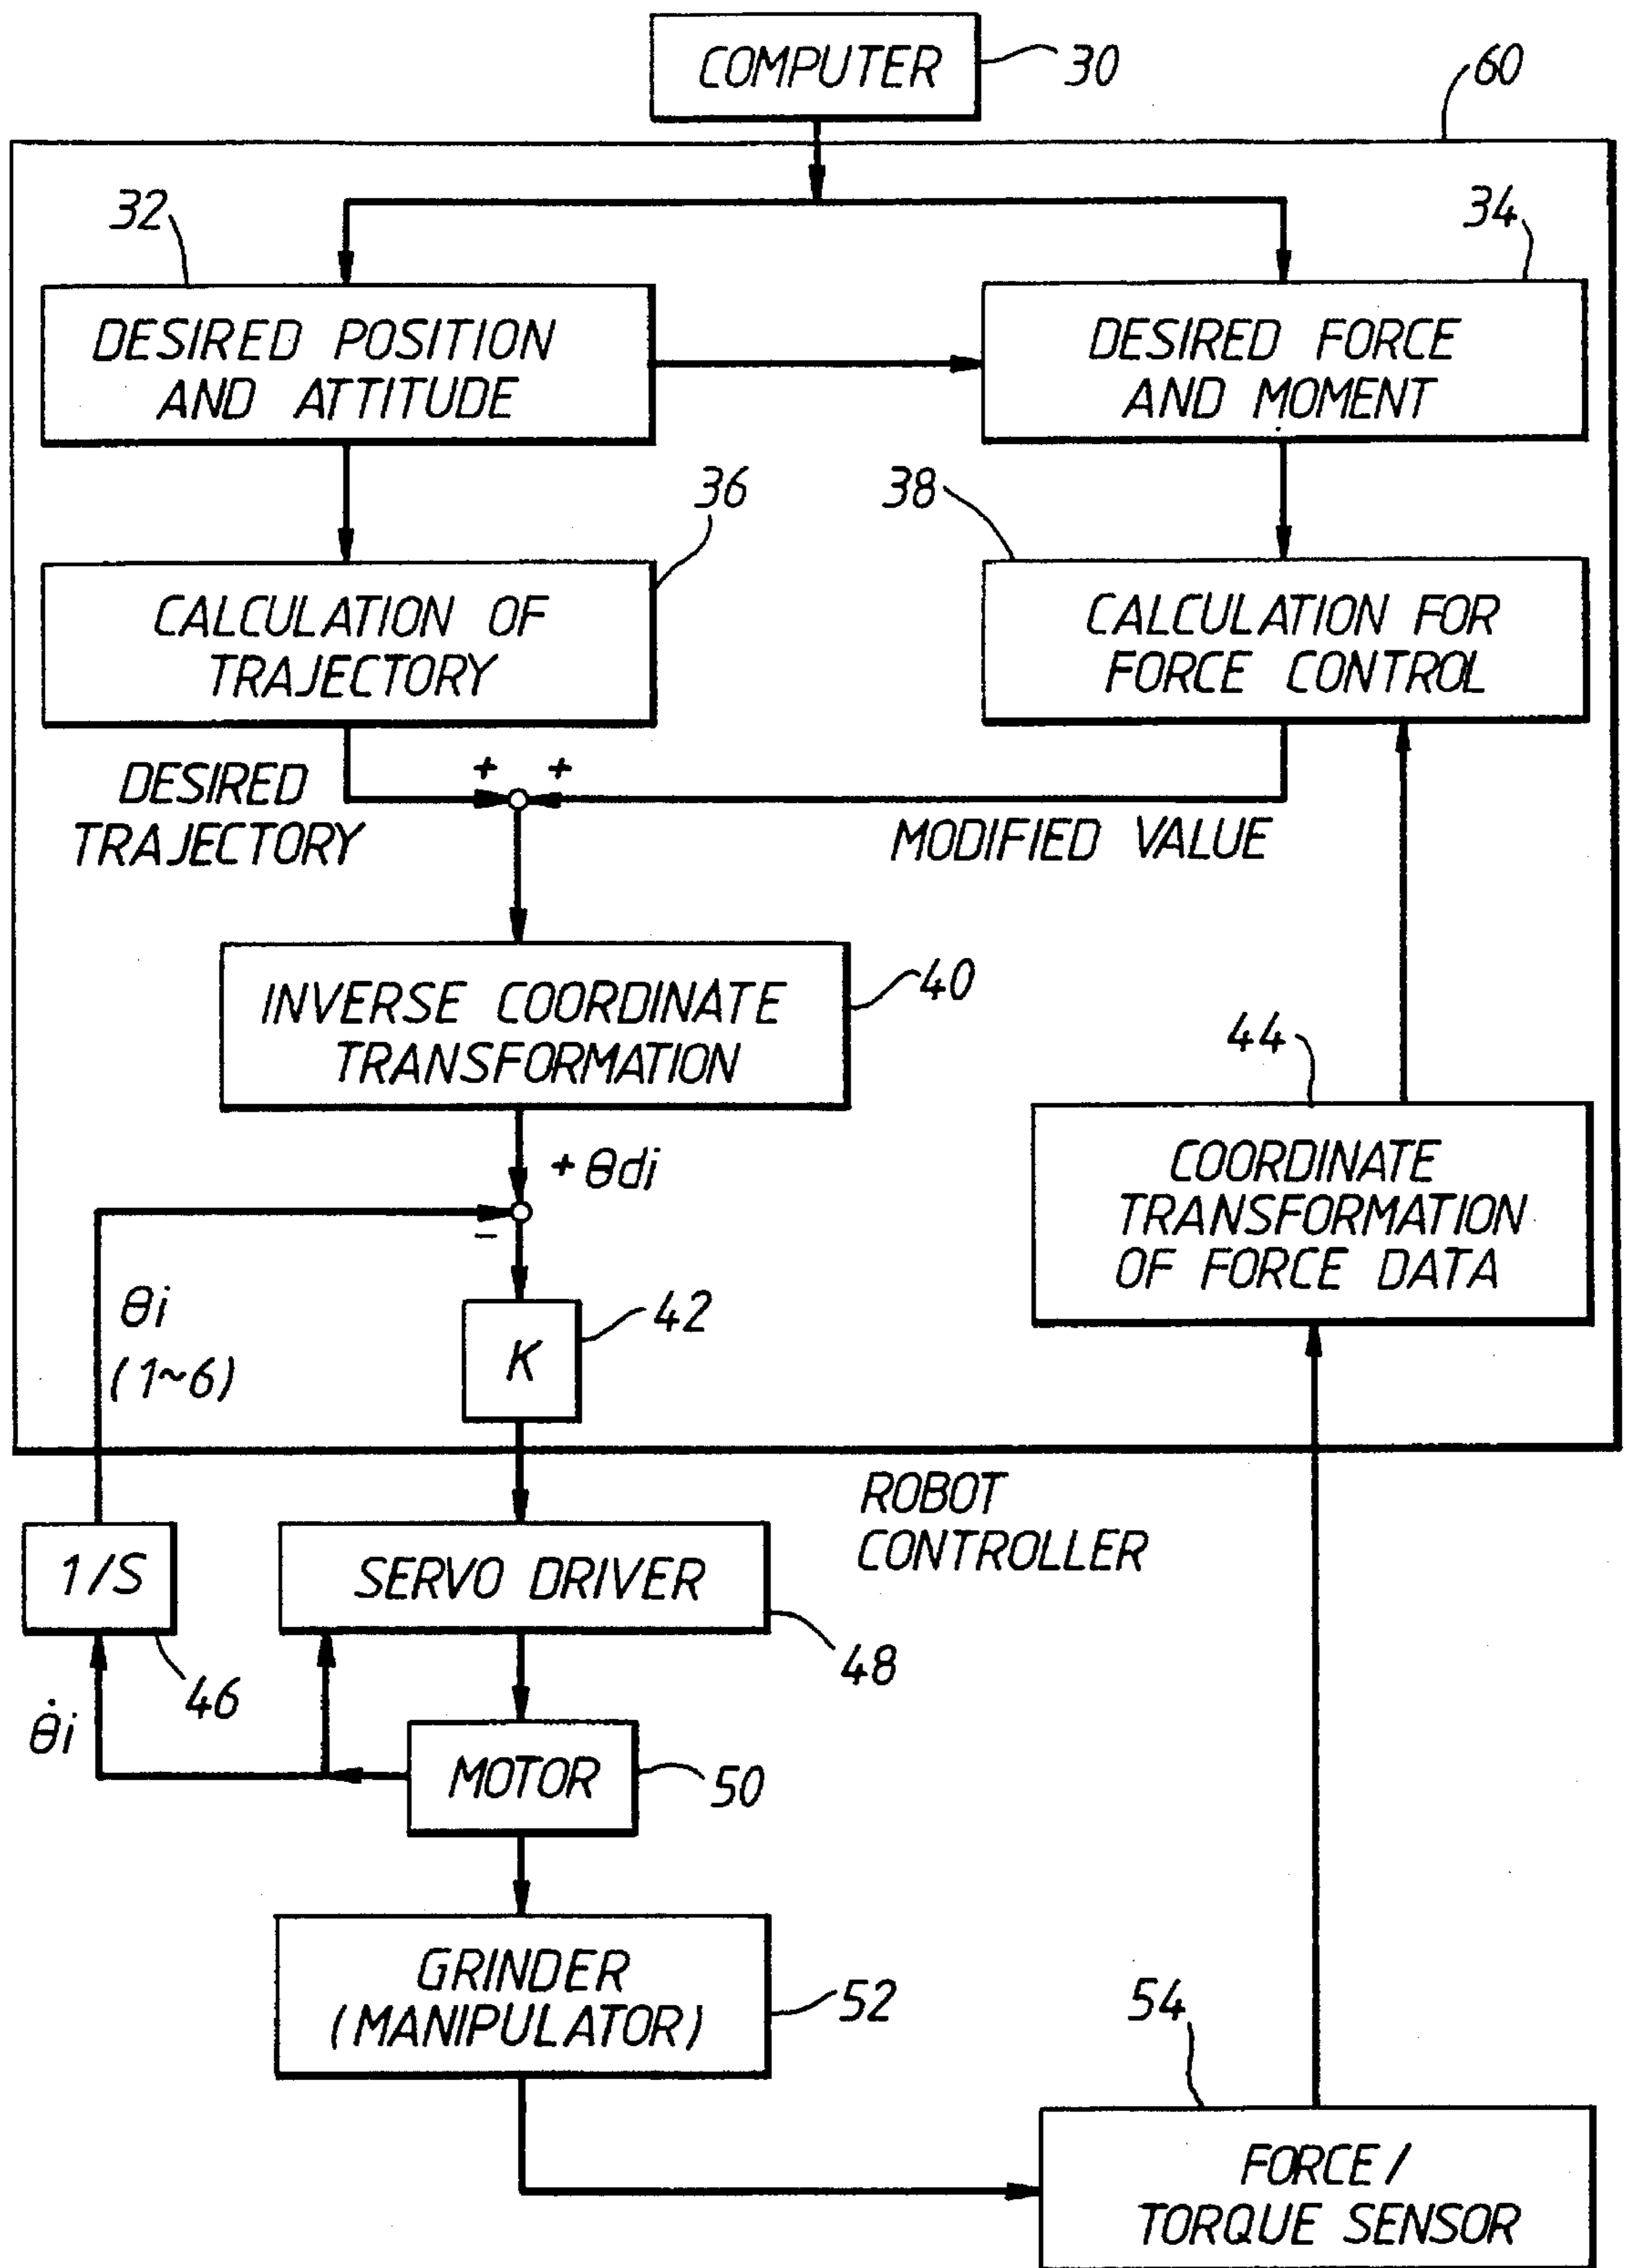 COMPUTER
30
60
32
34
DESIRED POSITION
AND ATTITUDE
DESIRED FORCE
AND MOMENT
36
38
CALCULATION OF
TRAJECTORY
CALCULATION FOR
FORCE CONTROL
+ +
DESIRED
TRAJECTORY
MODIFIED VALUE
INVERSE COORDINATE
TRANSFORMATION
40
44
+ θdi
−
COORDINATE
TRANSFORMATION
OF FORCE DATA
θi
(1~6)
K
42
ROBOT
CONTROLLER
1/S
SERVO DRIVER
48
46
θ̇i
MOTOR
50
GRINDER
(MANIPULATOR)
52
54
FORCE /
TORQUE SENSOR